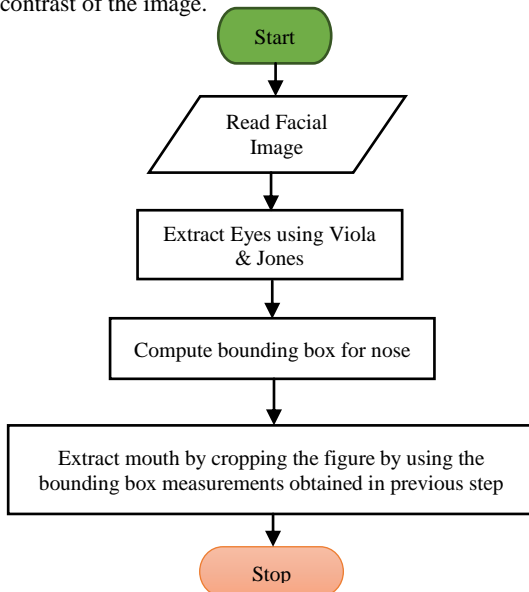 contrast of the image.
Start
Read Facial
Image
Extract Eyes using Viola
& Jones
Compute bounding box for nose
Extract mouth by cropping the figure by using the
bounding box measurements obtained in previous step
Stop